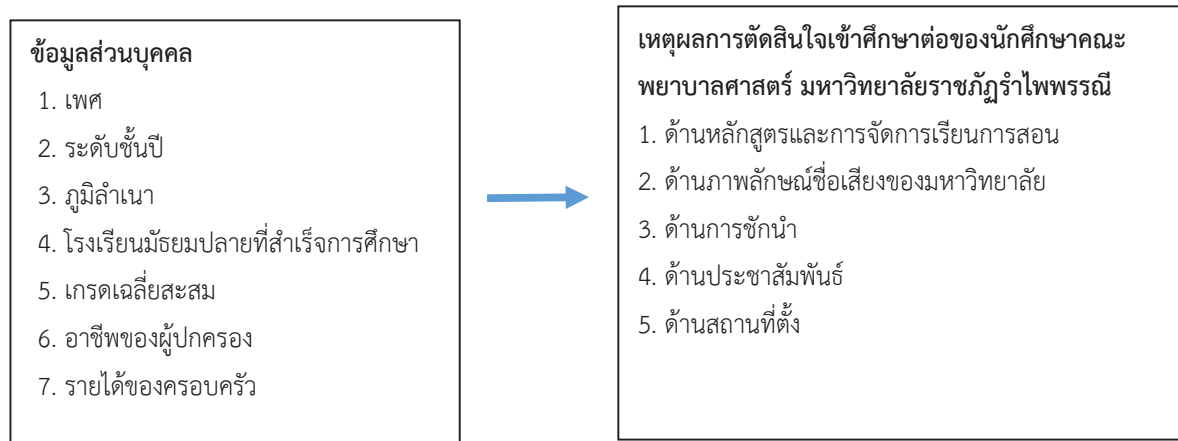 ข้อมูลส่วนบุคคล
1. เพศ
2. ระดับชั้นปี
3. ภูมิลำเนา
4. โรงเรียนมัธยมปลายที่สำเร็จการศึกษา
5. เกรดเฉลี่ยสะสม
6. อาชีพของผู้ปกครอง
7. รายได้ของครอบครัว
เหตุผลการตัดสินใจเข้าศึกษาต่อของนักศึกษาคณะ
พยาบาลศาสตร์ มหาวิทยาลัยราชภัฏรำไพพรรณี
1. ด้านหลักสูตรและการจัดการเรียนการสอน
2. ด้านภาพลักษณ์ชื่อเสียงของมหาวิทยาลัย
3. ด้านการชักนำ
4. ด้านประชาสัมพันธ์
5. ด้านสถานที่ตั้ง